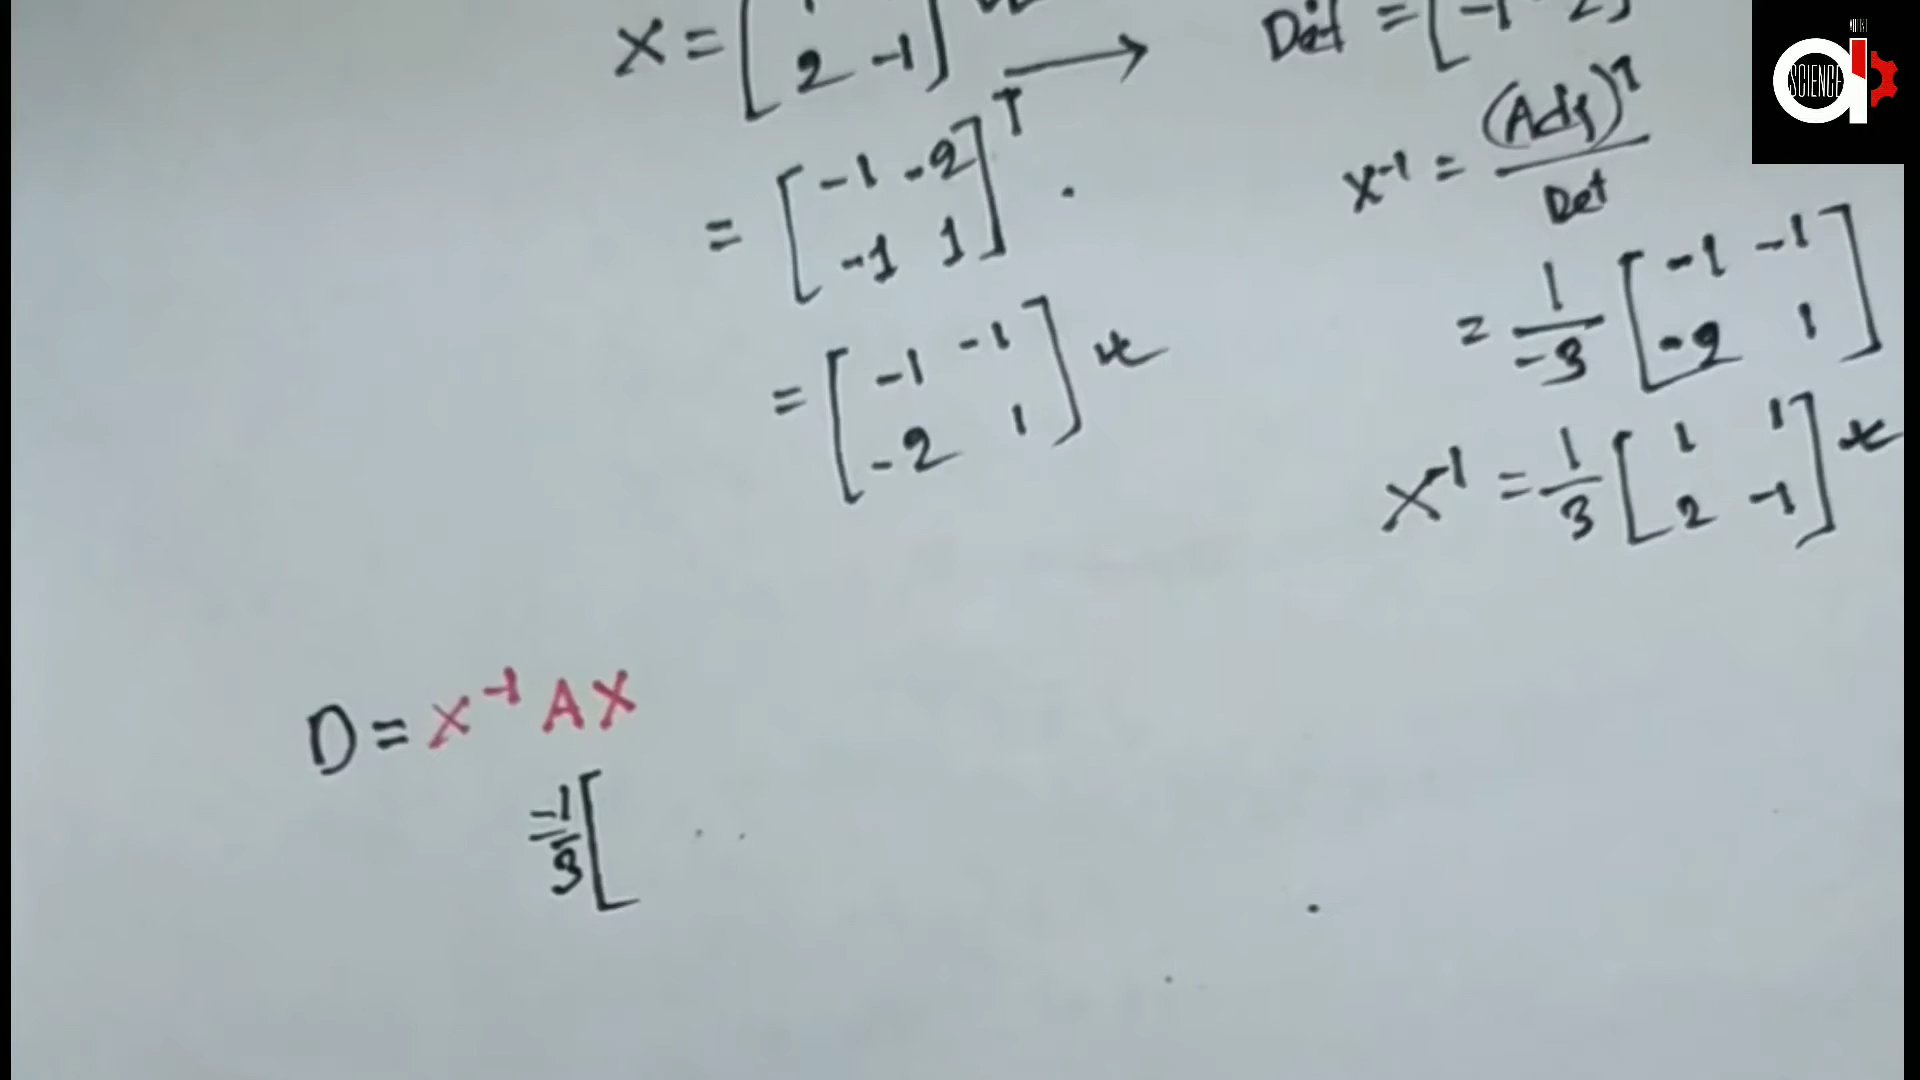 X = [ 2 -1 ]
Det = [ -1 2 ]
SCIENCE
= [ -1 -2
-1 1 ]ᵀ
X⁻¹ = (Adj)ᵀ / Det
= [ -1 -1
-2 1 ]
= 1/-3 [ -1 -1
-2 1 ]
X⁻¹ = 1/3 [ 1 1
2 -1 ]
D = X⁻¹ A X
= -1/3 [